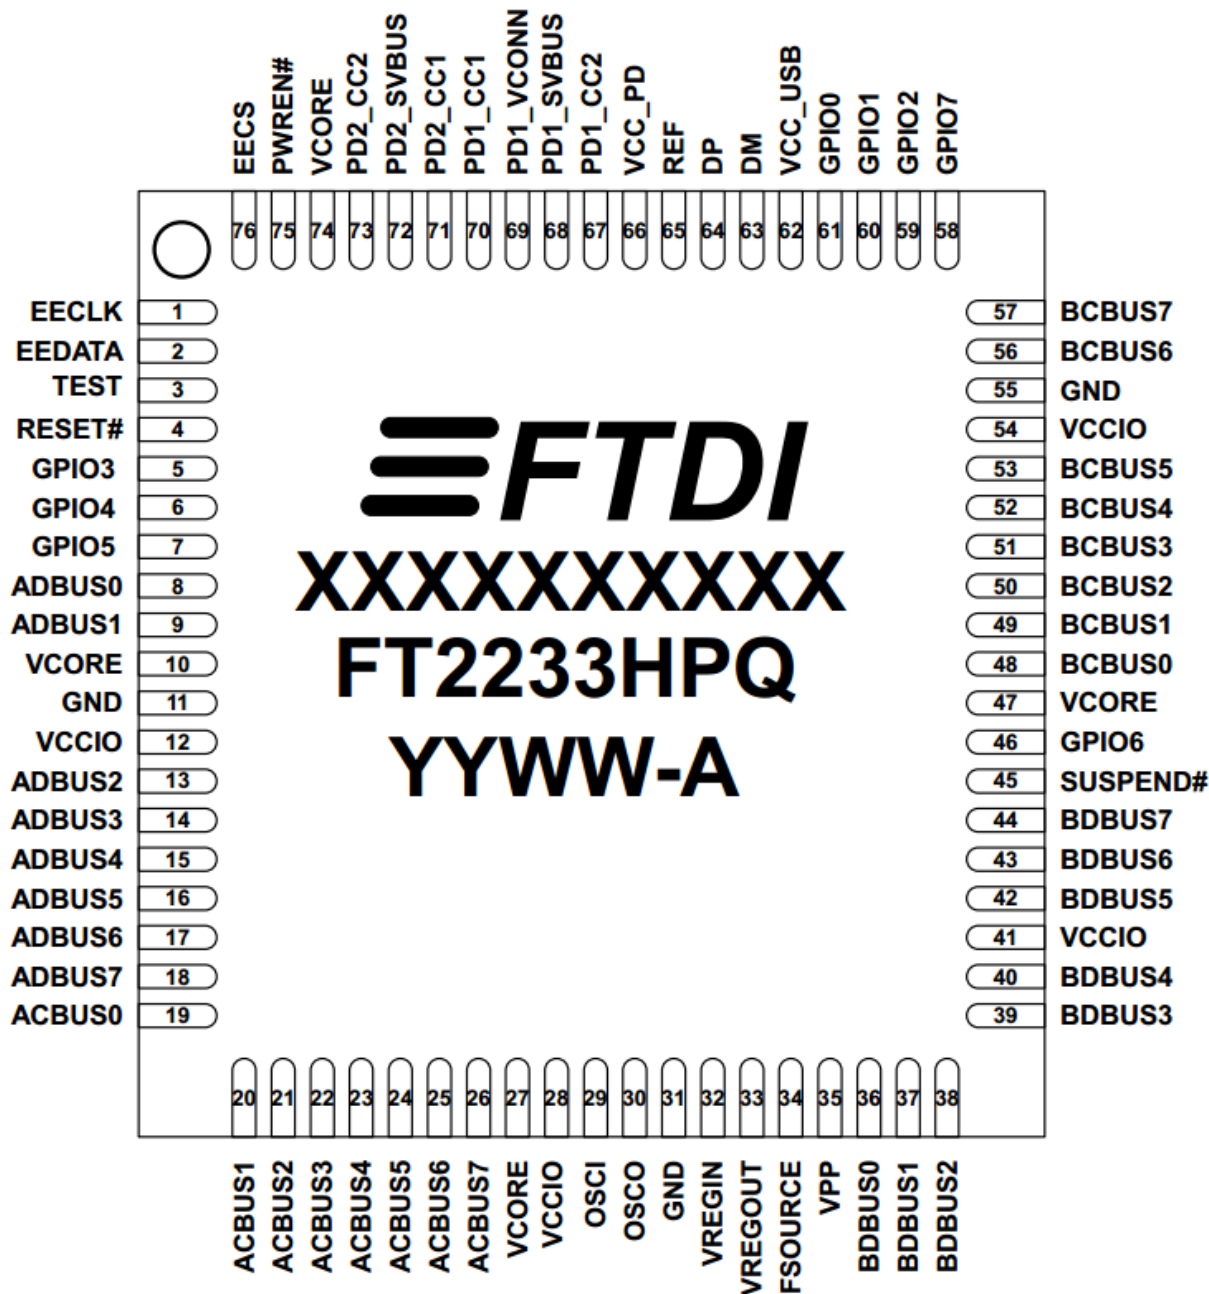 EECS
PWREN#
VCORE
PD2_CC2
PD2_SVBUS
PD2_CC1
PD1_CC1
PD1_VCONN
PD1_SVBUS
PD1_CC2
VCC_PD
REF
DP
DM
VCC_USB
GPIO0
GPIO1
GPIO2
GPIO7
76 75 74 73 72 71 70 69 68 67 66 65 64 63 62 61 60 59 58
EECLK 1
EEDATA 2
TEST 3
RESET# 4
GPIO3 5
GPIO4 6
GPIO5 7
ADBUS0 8
ADBUS1 9
VCORE 10
GND 11
VCCIO 12
ADBUS2 13
ADBUS3 14
ADBUS4 15
ADBUS5 16
ADBUS6 17
ADBUS7 18
ACBUS0 19
FTDI
XXXXXXXXXX
FT2233HPQ
YYWW-A
57 BCBUS7
56 BCBUS6
55 GND
54 VCCIO
53 BCBUS5
52 BCBUS4
51 BCBUS3
50 BCBUS2
49 BCBUS1
48 BCBUS0
47 VCORE
46 GPIO6
45 SUSPEND#
44 BDBUS7
43 BDBUS6
42 BDBUS5
41 VCCIO
40 BDBUS4
39 BDBUS3
20 21 22 23 24 25 26 27 28 29 30 31 32 33 34 35 36 37 38
ACBUS1
ACBUS2
ACBUS3
ACBUS4
ACBUS5
ACBUS6
ACBUS7
VCORE
VCCIO
OSCI
OSCO
GND
VREGIN
VREGOUT
FSOURCE
VPP
BDBUS0
BDBUS1
BDBUS2